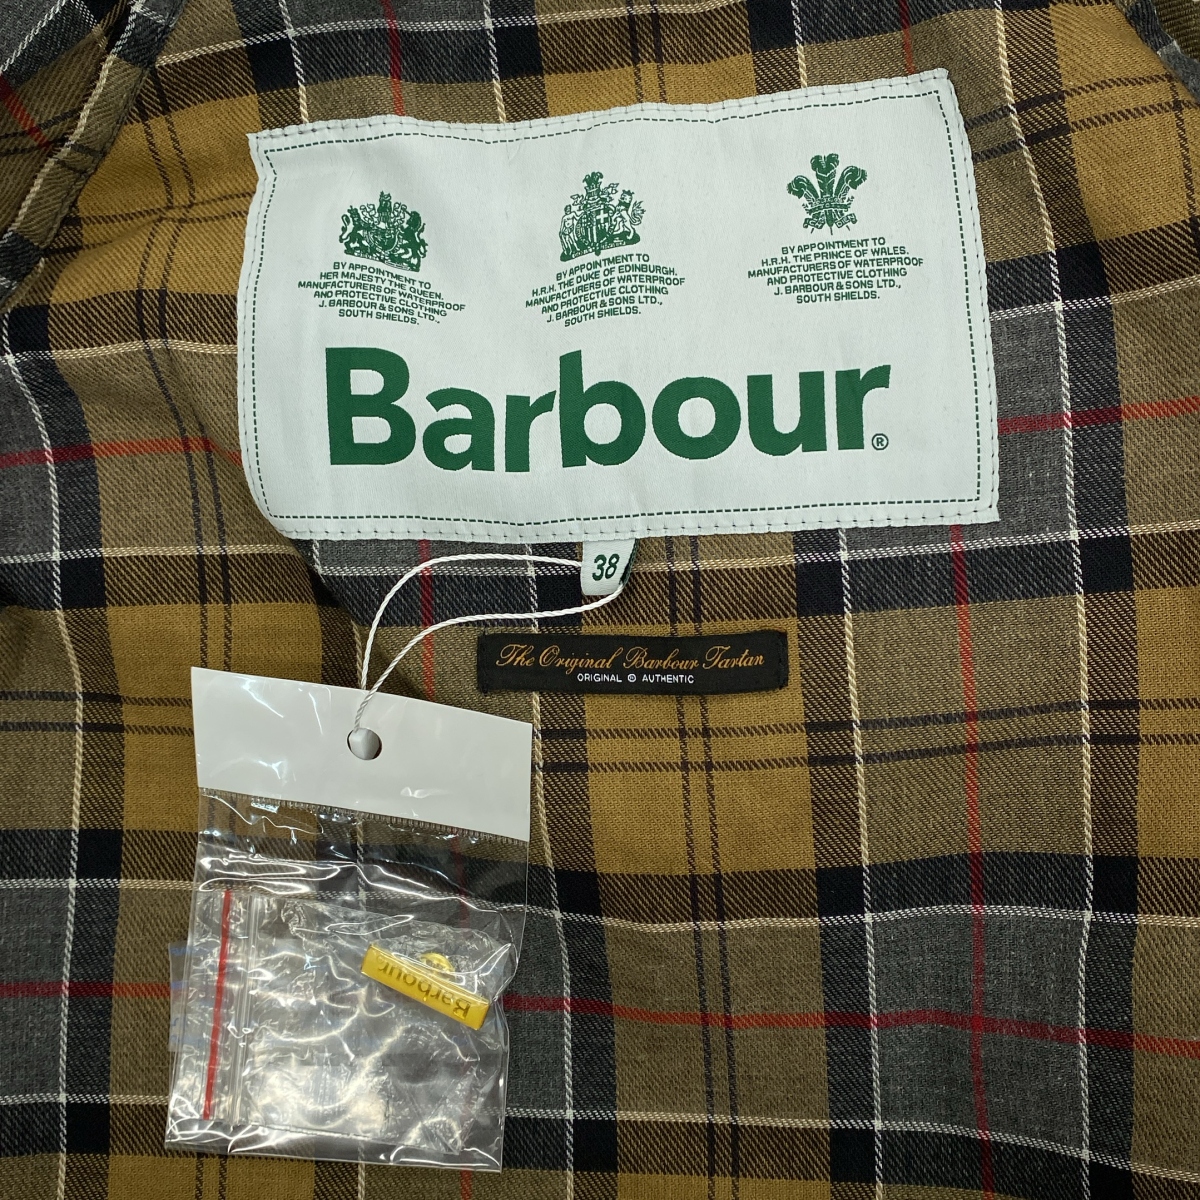 BY APPOINTMENT TO
HER MAJESTY THE QUEEN.
MANUFACTURERS OF WATERPROOF
AND PROTECTIVE CLOTHING
J. BARBOUR & SONS LTD.,
SOUTH SHIELDS.
BY APPOINTMENT TO
H.R.H. THE DUKE OF EDINBURGH.
MANUFACTURERS OF WATERPROOF
AND PROTECTIVE CLOTHING
J. BARBOUR & SONS LTD.,
SOUTH SHIELDS.
BY APPOINTMENT TO
H.R.H. THE PRINCE OF WALES.
MANUFACTURERS OF WATERPROOF
AND PROTECTIVE CLOTHING
J. BARBOUR & SONS LTD.,
SOUTH SHIELDS.
Barbour®
38
The Original Barbour Tartan
ORIGINAL ® AUTHENTIC
Barbour